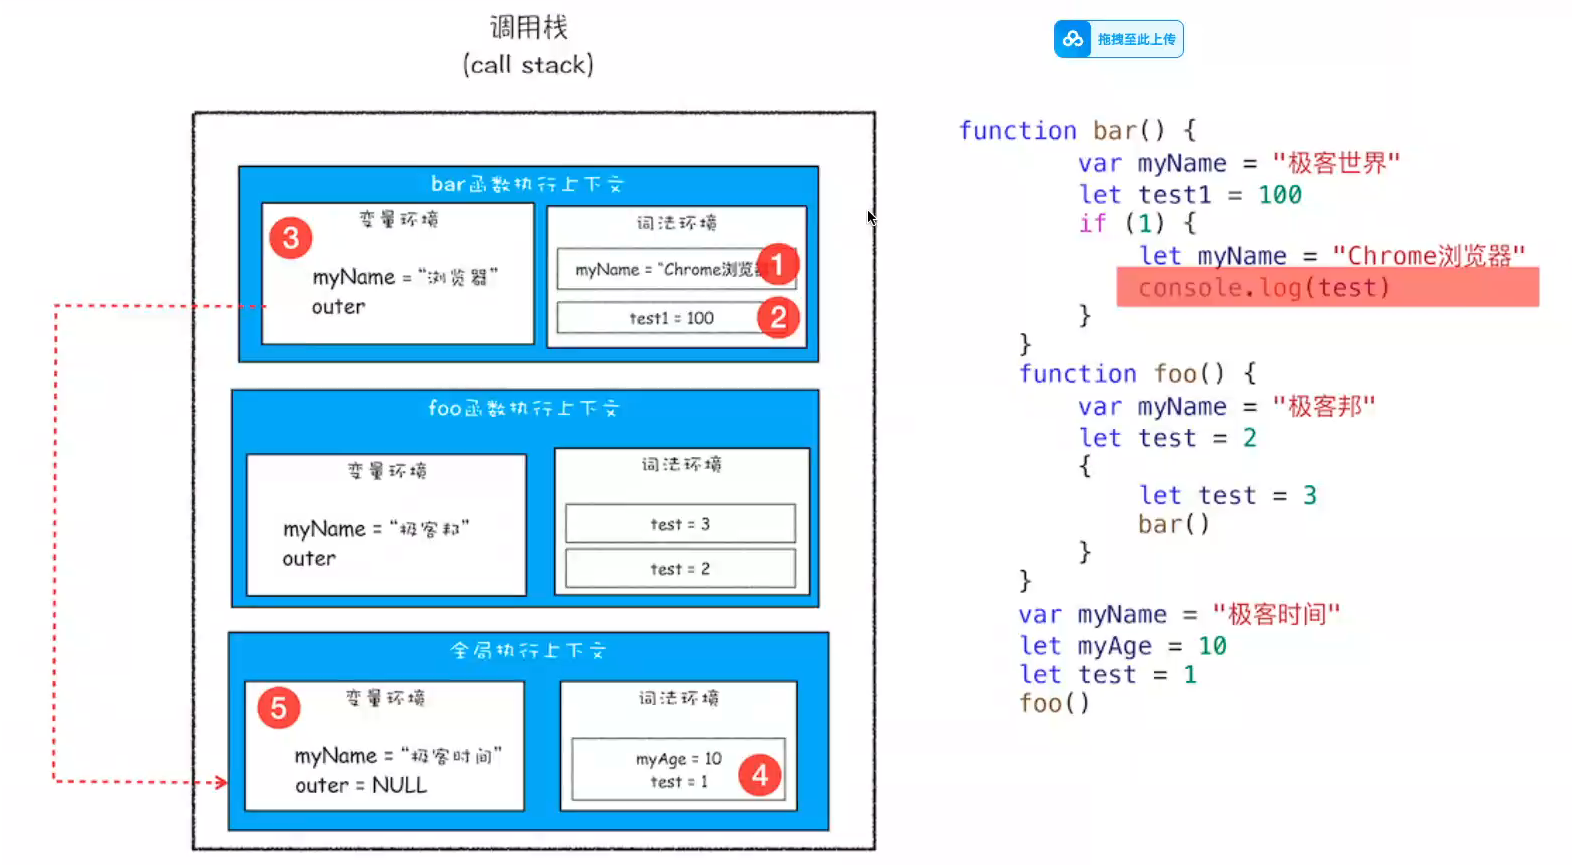 调用栈
(call stack)
拖拽至此上传
bar函数执行上下文
3
变量环境
myName = “浏览器”
outer
词法环境
myName = “Chrome浏览
1
test1 = 100
2
foo函数执行上下文
变量环境
myName = “极客邦”
outer
词法环境
test = 3
test = 2
全局执行上下文
5
变量环境
myName = “极客时间”
outer = NULL
词法环境
myAge = 10
test = 1
4
function bar() {
var myName = "极客世界"
let test1 = 100
if (1) {
let myName = "Chrome浏览器"
console.log(test)
}
}
function foo() {
var myName = "极客邦"
let test = 2
{
let test = 3
bar()
}
}
var myName = "极客时间"
let myAge = 10
let test = 1
foo()